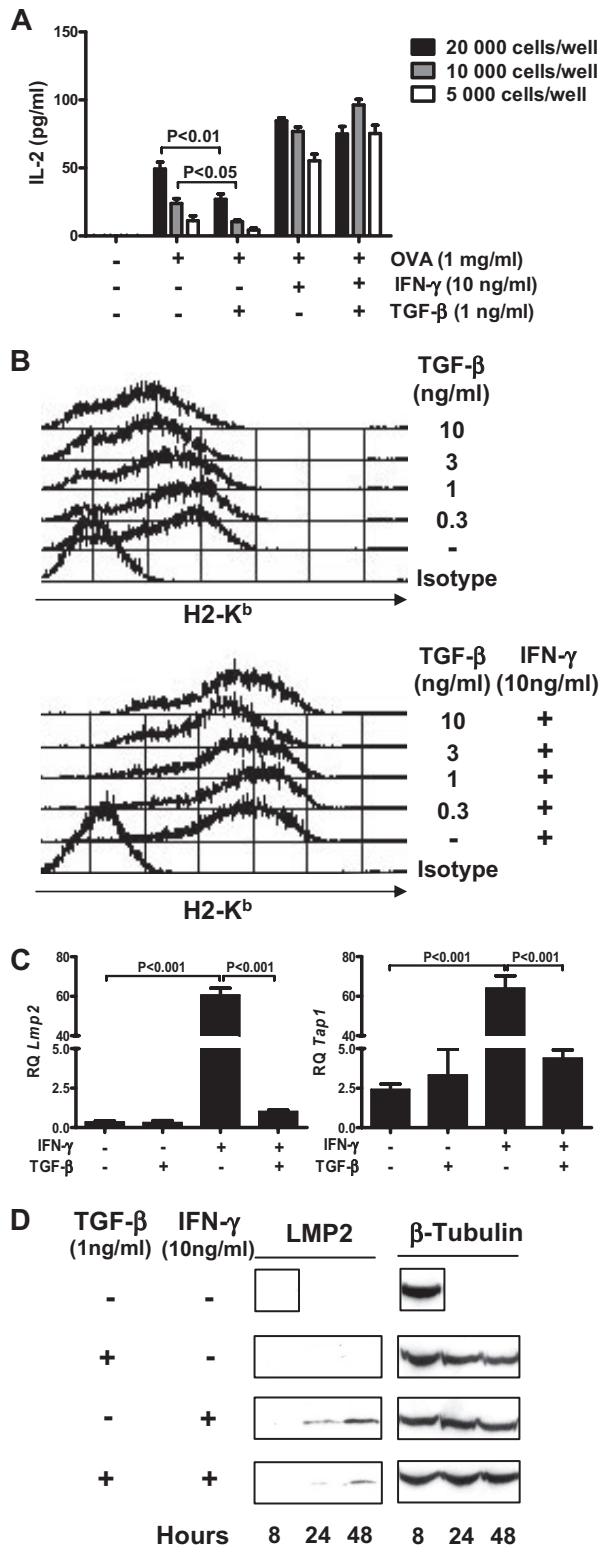 A
150
100
50
0
IL-2 (pg/ml)
20 000 cells/well
10 000 cells/well
5 000 cells/well
P<0.01
P<0.05
- + + + + OVA (1 mg/ml)
- - - + + IFN-γ (10 ng/ml)
- - + - + TGF-β (1 ng/ml)
B
TGF-β
(ng/ml)
10
3
1
0.3
-
Isotype
H2-Kᵇ
TGF-β IFN-γ
(ng/ml) (10ng/ml)
10 +
3 +
1 +
0.3 +
- +
Isotype
H2-Kᵇ
C
RQ Lmp2
80
60
40
5.0
2.5
0.0
P<0.001 P<0.001
IFN-γ - - + +
TGF-β - + - +
RQ Tap1
80
60
40
5.0
2.5
0.0
P<0.001 P<0.001
IFN-γ - - + +
TGF-β - + - +
D
TGF-β IFN-γ LMP2 β-Tubulin
(1ng/ml) (10ng/ml)
- -
+ -
- +
+ +
Hours 8 24 48 8 24 48